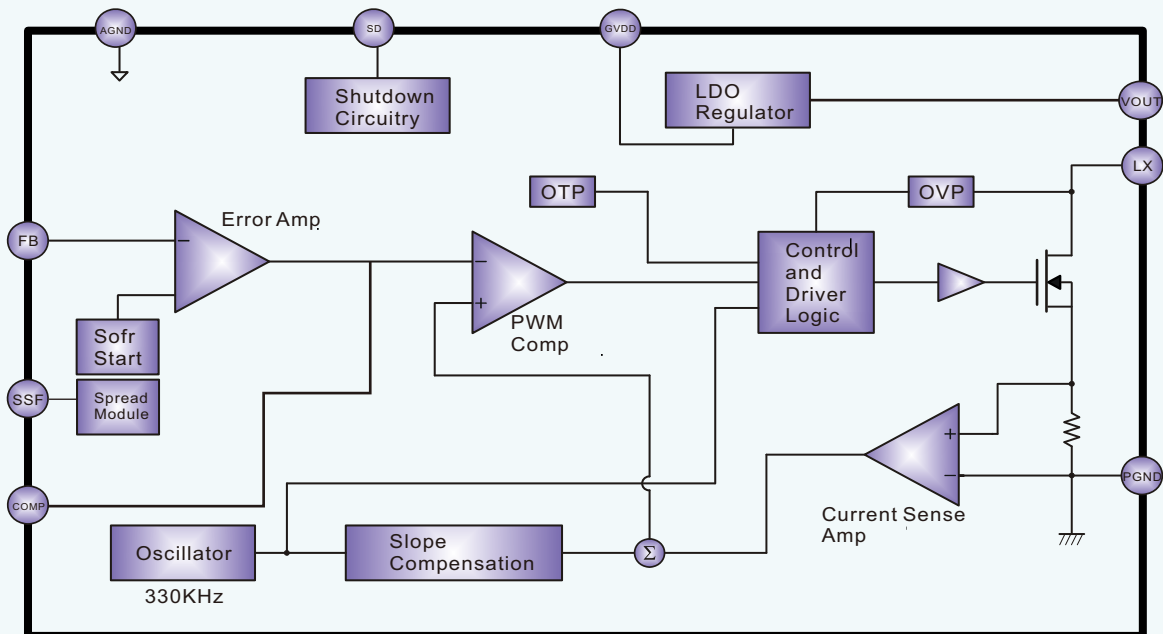 AGND
SD
GVDD
Shutdown
Circuitry
LDO
Regulator
VOUT
LX
OTP
OVP
FB
−
Error Amp
Sofr
Start
−
+
PWM
Comp
Control
and
Driver
Logic
SSF
Spread
Module
+
−
Current Sense
Amp
PGND
COMP
Oscillator
330KHz
Slope
Compensation
Σ